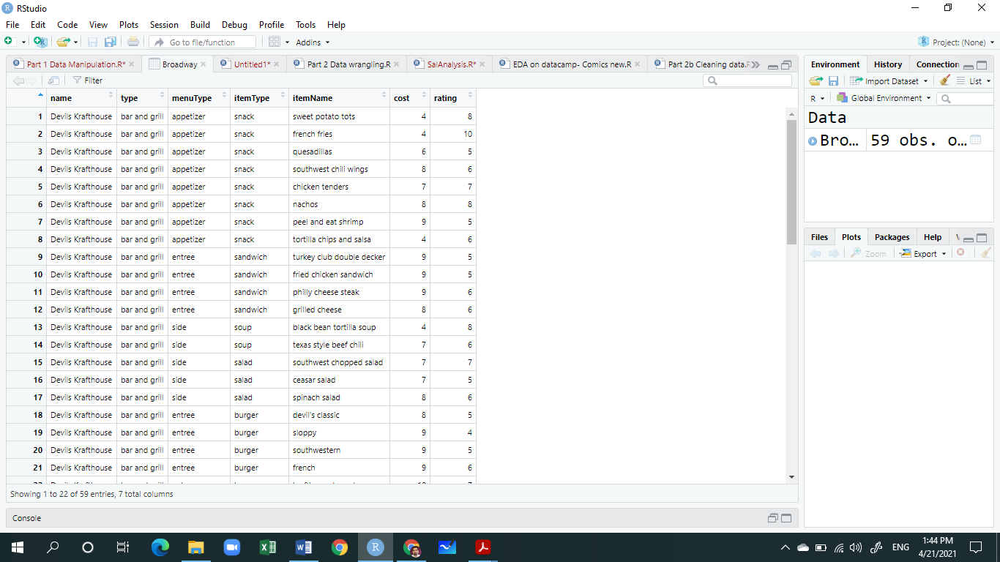 RStudio
File Edit Code View Plots Session Build Debug Profile Tools Help
Go to file/function Addins Project: (None)
Part 1 Data Manipulation.R* Broadway Untitled1* Part 2 Data wrangling.R SalAnalysis.R* EDA on datacamp- Comics new.R Part 2b Cleaning data.R
Filter
name type menuType itemType itemName cost rating
1 Devils Krafthouse bar and grill appetizer snack sweet potato tots 4 8
2 Devils Krafthouse bar and grill appetizer snack french fries 4 10
3 Devils Krafthouse bar and grill appetizer snack quesadillas 6 5
4 Devils Krafthouse bar and grill appetizer snack southwest chili wings 8 6
5 Devils Krafthouse bar and grill appetizer snack chicken tenders 7 7
6 Devils Krafthouse bar and grill appetizer snack nachos 8 8
7 Devils Krafthouse bar and grill appetizer snack peel and eat shrimp 9 5
8 Devils Krafthouse bar and grill appetizer snack tortilla chips and salsa 4 6
9 Devils Krafthouse bar and grill entree sandwich turkey club double decker 9 5
10 Devils Krafthouse bar and grill entree sandwich fried chicken sandwich 9 5
11 Devils Krafthouse bar and grill entree sandwich philly cheese steak 9 6
12 Devils Krafthouse bar and grill entree sandwich grilled cheese 8 6
13 Devils Krafthouse bar and grill side soup black bean tortilla soup 4 8
14 Devils Krafthouse bar and grill side soup texas style beef chili 7 6
15 Devils Krafthouse bar and grill side salad southwest chopped salad 7 7
16 Devils Krafthouse bar and grill side salad ceasar salad 7 5
17 Devils Krafthouse bar and grill side salad spinach salad 8 6
18 Devils Krafthouse bar and grill entree burger devil's classic 8 5
19 Devils Krafthouse bar and grill entree burger sloppy 9 4
20 Devils Krafthouse bar and grill entree burger southwestern 9 5
21 Devils Krafthouse bar and grill entree burger french 9 6
Showing 1 to 22 of 59 entries, 7 total columns
Console
Environment History Connection
Import Dataset List
R Global Environment
Data
Bro... 59 obs. o...
Files Plots Packages Help
Zoom Export
ENG
1:44 PM
4/21/2021